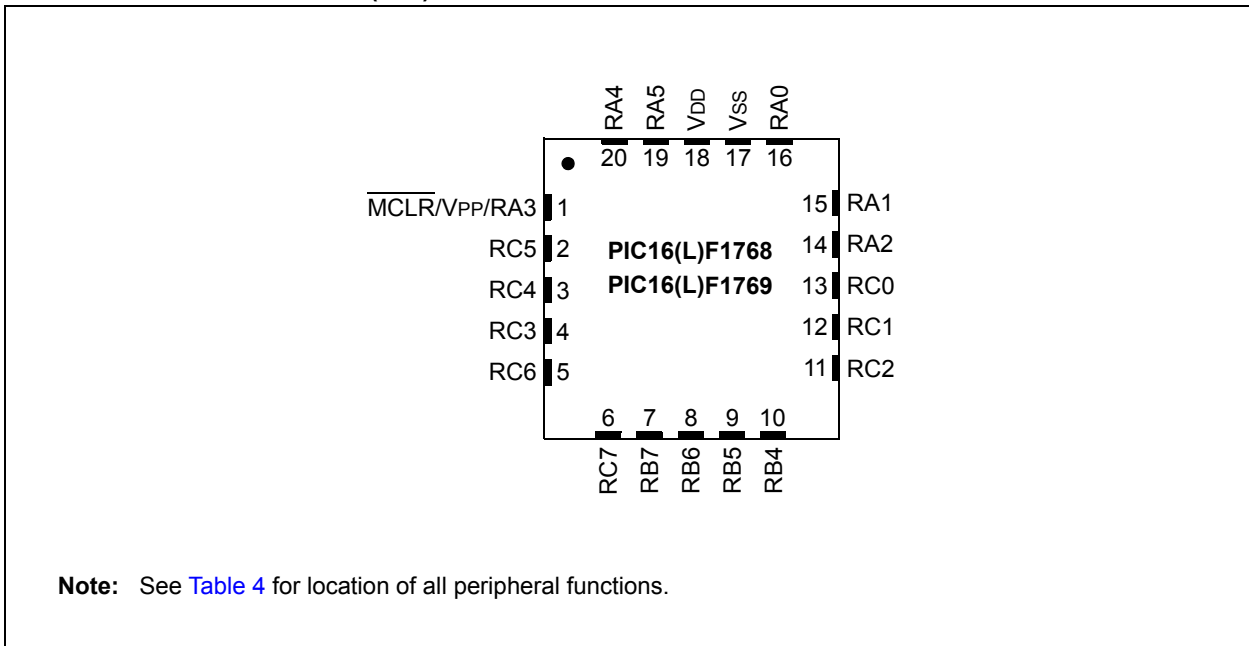 RA4 RA5 VDD VSS RA0
20 19 18 17 16
MCLR/VPP/RA3 1 15 RA1
RC5 2 PIC16(L)F1768 14 RA2
RC4 3 PIC16(L)F1769 13 RC0
RC3 4 12 RC1
RC6 5 11 RC2
6 7 8 9 10
RC7 RB7 RB6 RB5 RB4
Note: See Table 4 for location of all peripheral functions.